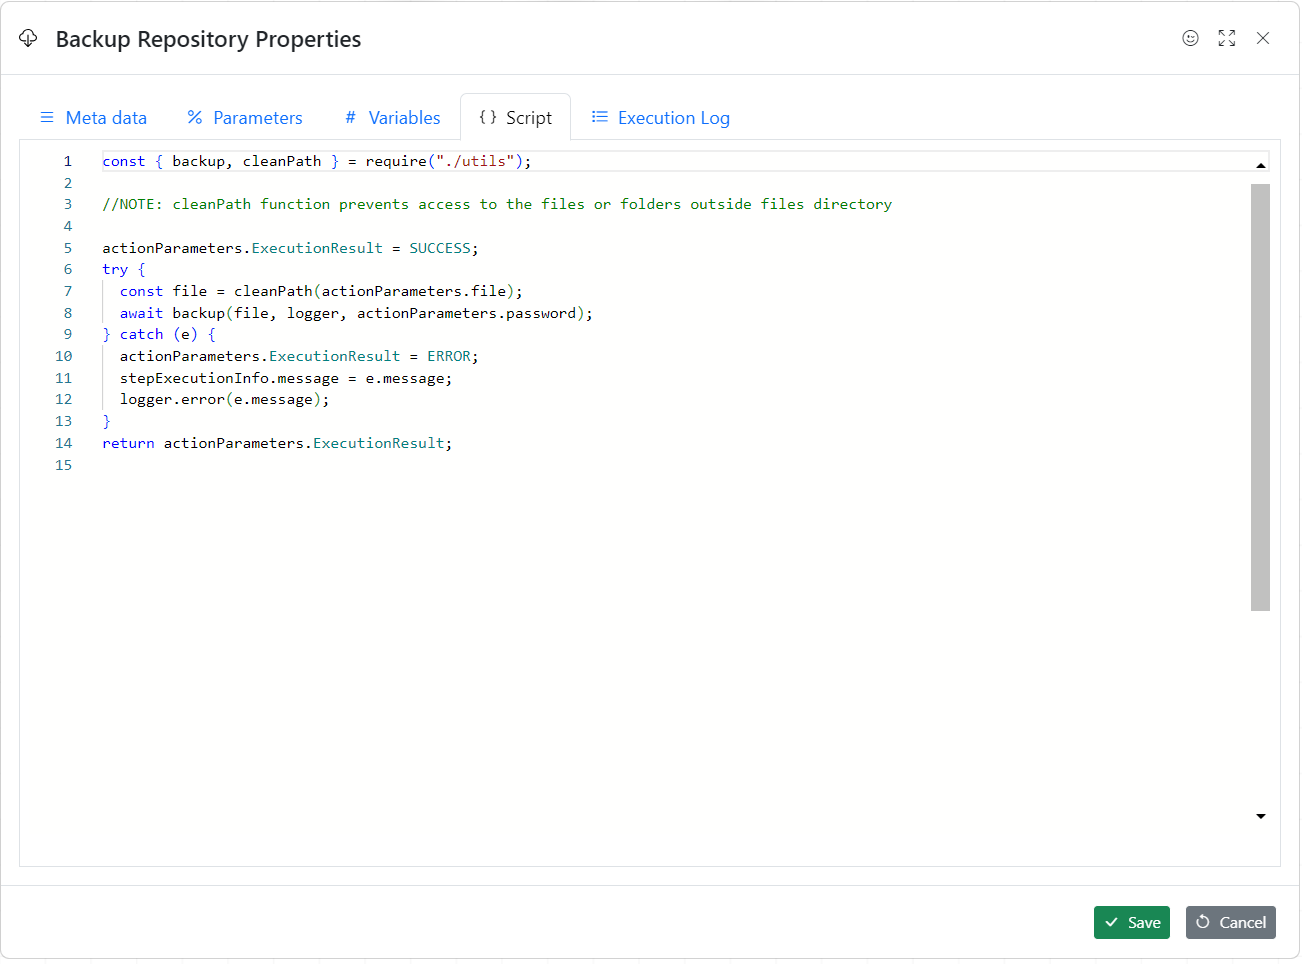 Backup Repository Properties
Meta data % Parameters # Variables {} Script Execution Log
1 const { backup, cleanPath } = require("./utils");
2
3 //NOTE: cleanPath function prevents access to the files or folders outside files directory
4
5 actionParameters.ExecutionResult = SUCCESS;
6 try {
7   const file = cleanPath(actionParameters.file);
8   await backup(file, logger, actionParameters.password);
9 } catch (e) {
10   actionParameters.ExecutionResult = ERROR;
11   stepExecutionInfo.message = e.message;
12   logger.error(e.message);
13 }
14 return actionParameters.ExecutionResult;
15
Save Cancel